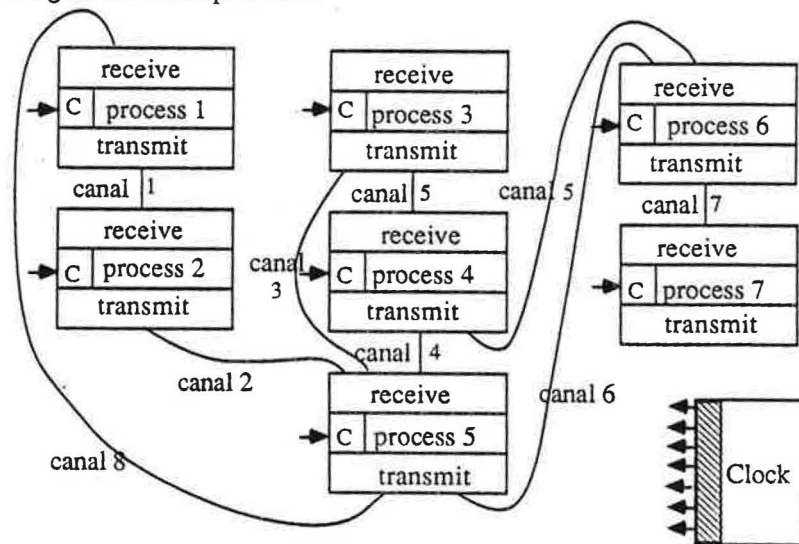 receive
C process 1
transmit
canal 1
receive
C process 2
transmit
canal 2
canal 8
receive
C process 3
transmit
canal 5
canal 3
receive
C process 4
transmit
canal 4
receive
C process 5
transmit
canal 5
canal 6
receive
C process 6
transmit
canal 7
receive
C process 7
transmit
Clock